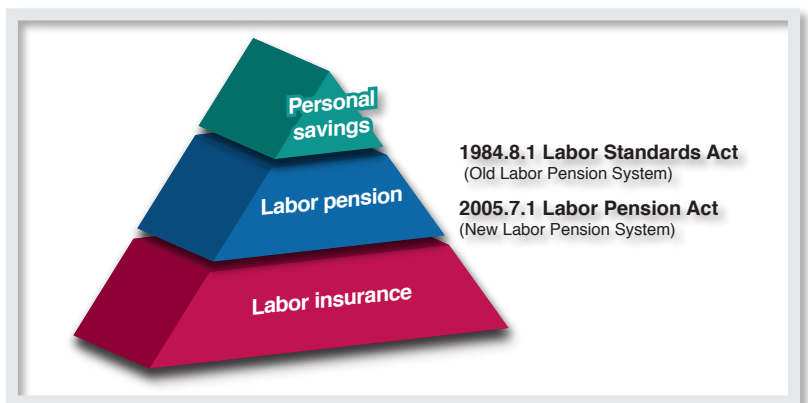 Personal
savings
Labor pension
Labor insurance
1984.8.1 Labor Standards Act
(Old Labor Pension System)
2005.7.1 Labor Pension Act
(New Labor Pension System)